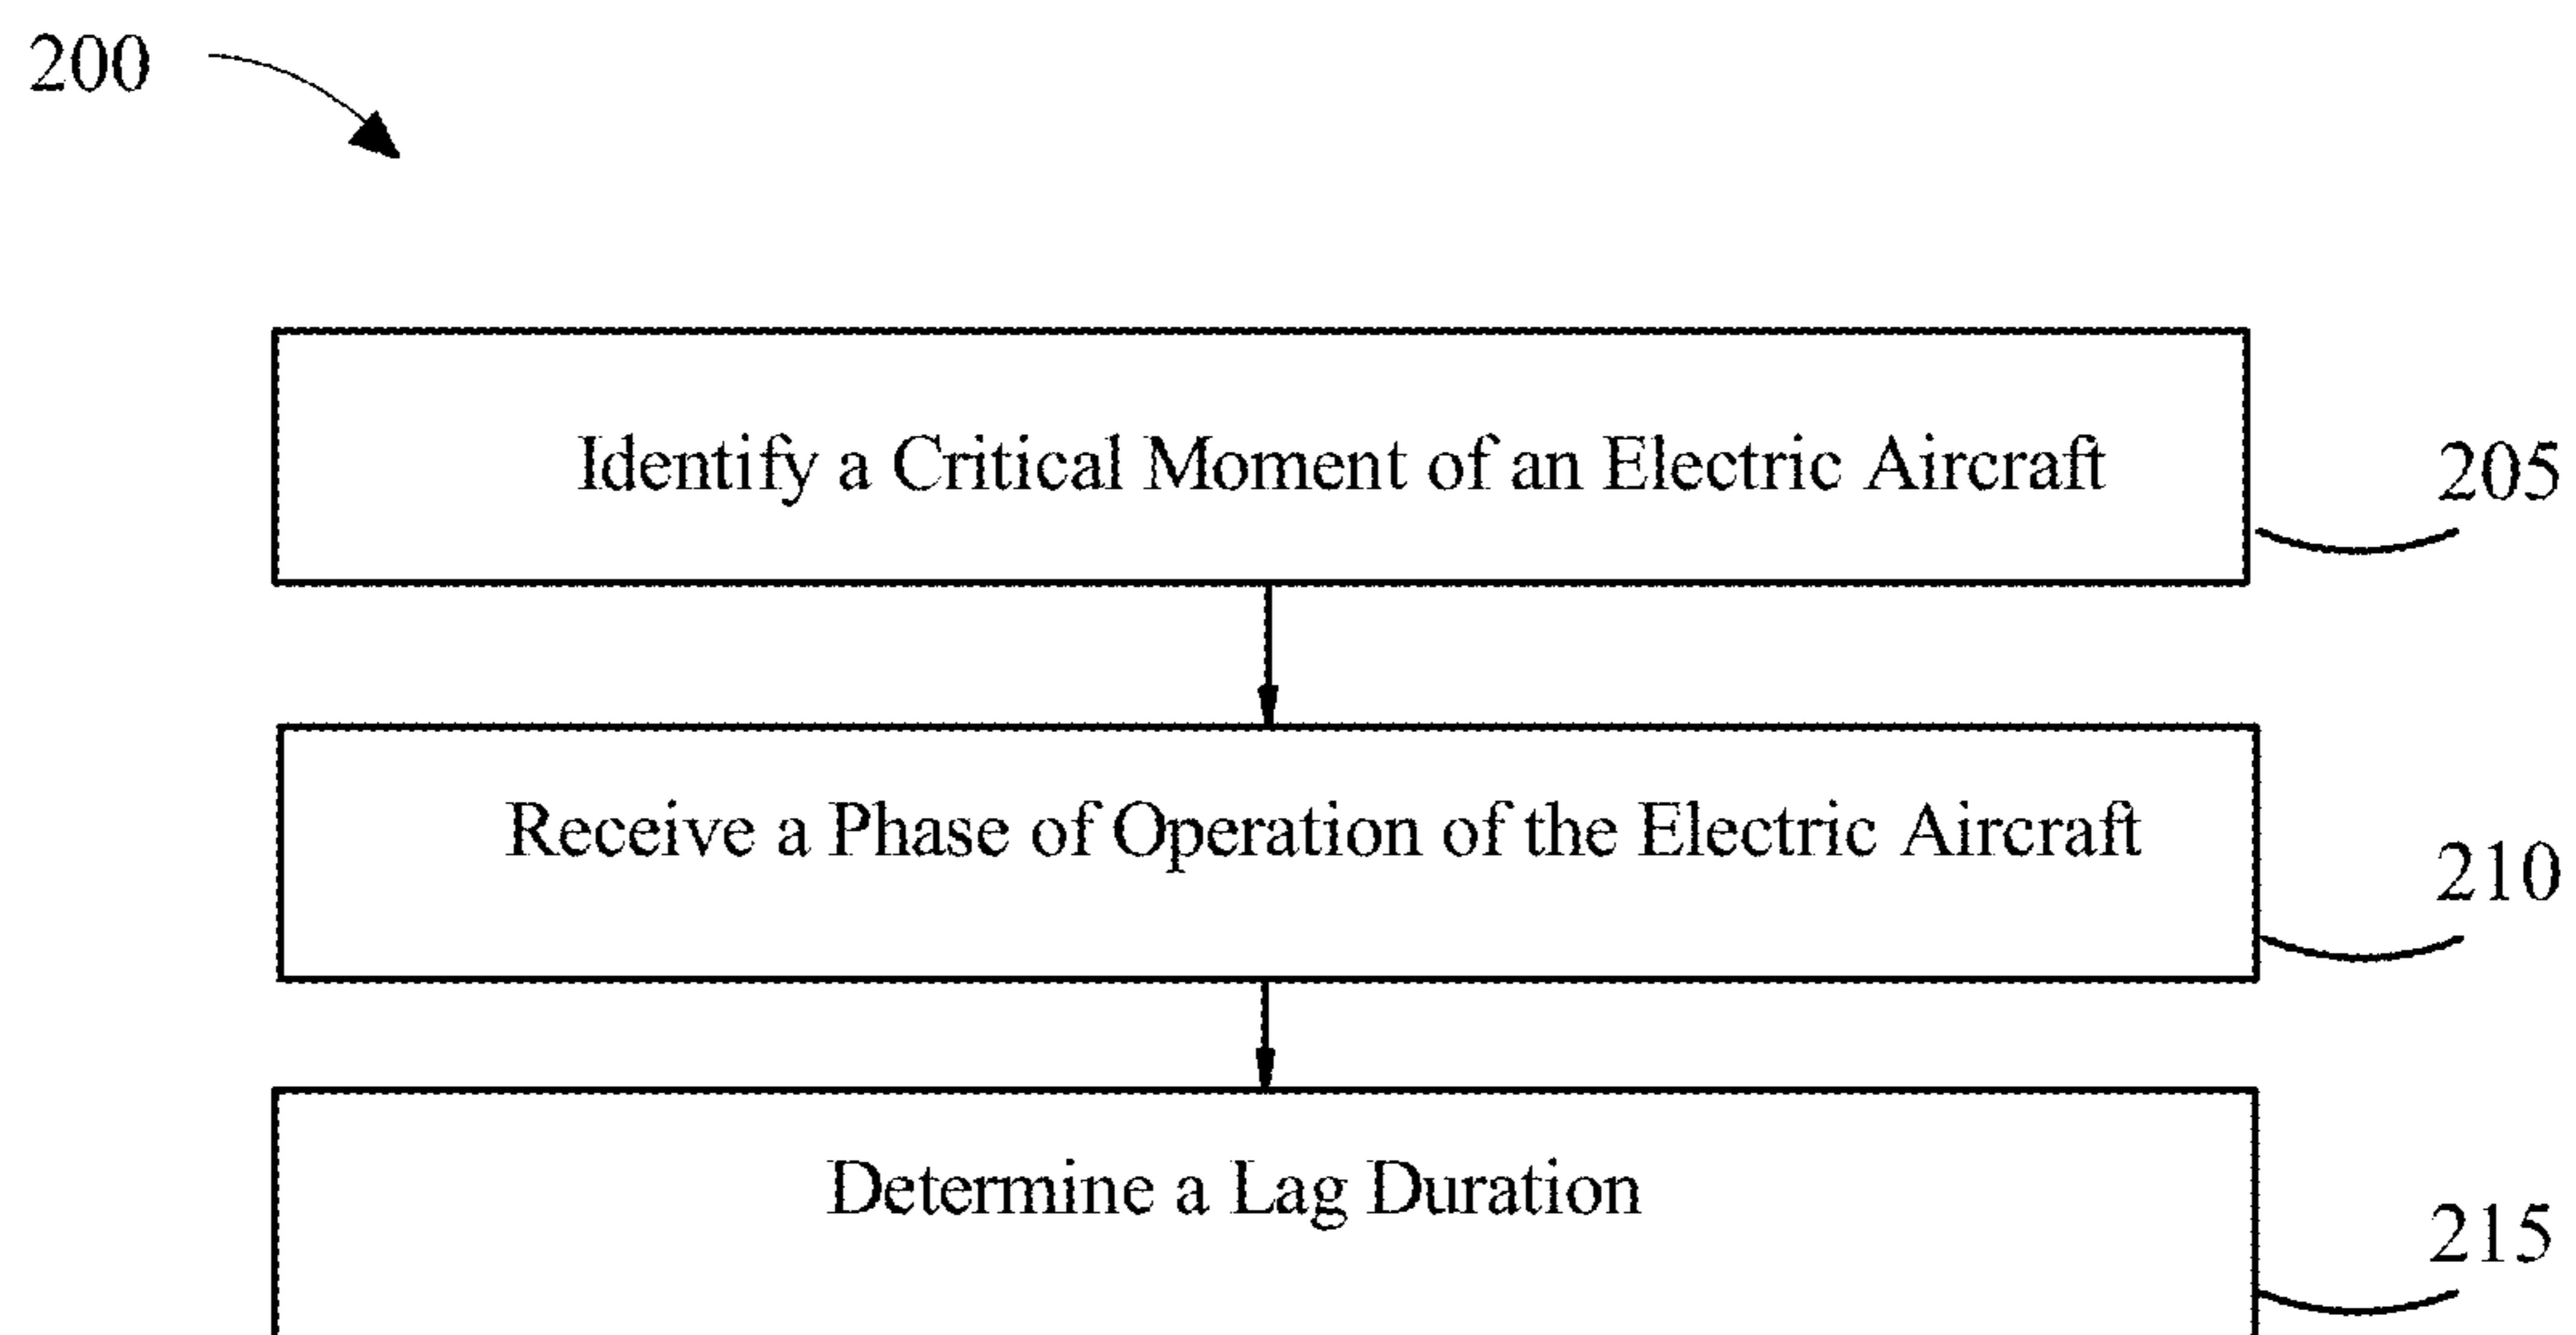 200
Identify a Critical Moment of an Electric Aircraft
205
Receive a Phase of Operation of the Electric Aircraft
210
Determine a Lag Duration
215